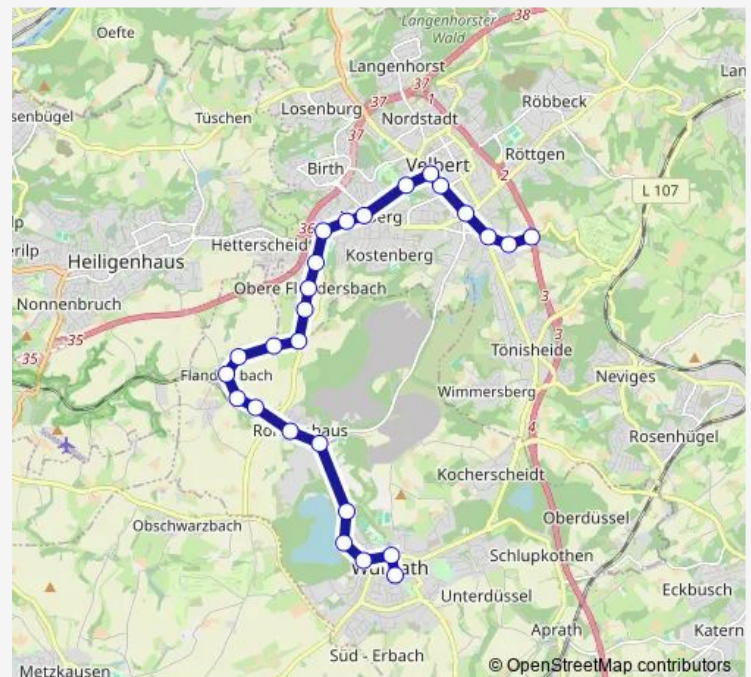 Oefte
Langenhorster
Wald
38
Langenhorst
37
1
Losenburg
37
Röbbeck
Tüschen
Nordstadt
37
Velbert
Röttgen
Birth
2
L 107
36
Hetterscheid
Heiligenhaus
Kostenberg
Nonnenbruch
3
35
Tönisheide
3
35
Neviges
Wimmersberg
4
Rosenhügel
Kocherscheidt
Oberdüssel
Obschwarzbach
Schlupkothen
Eckbusch
Unterdüssel
Aprath
Katern
Süd - Erbach
Metzkausen
© OpenStreetMap contributors